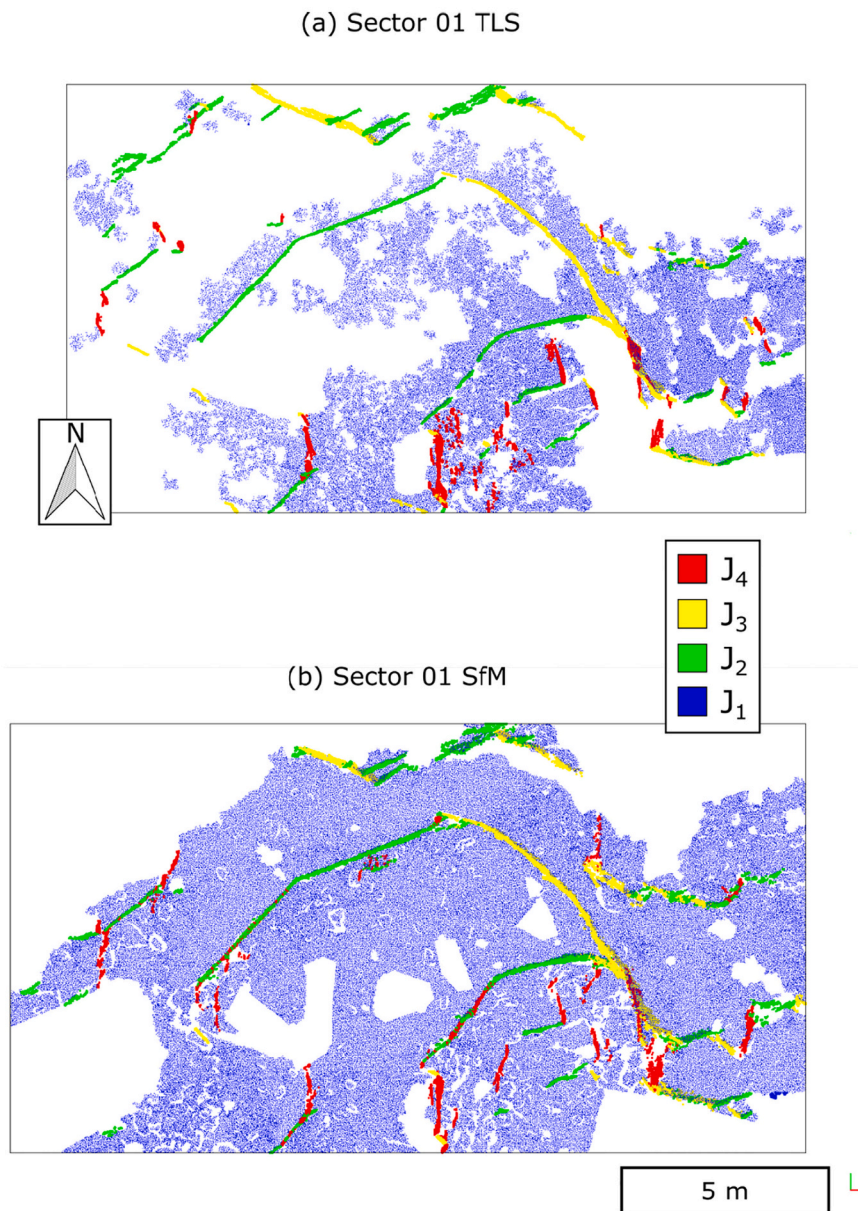 (a) Sector 01 TLS
N
J₄
J₃
J₂
J₁
(b) Sector 01 SfM
5 m